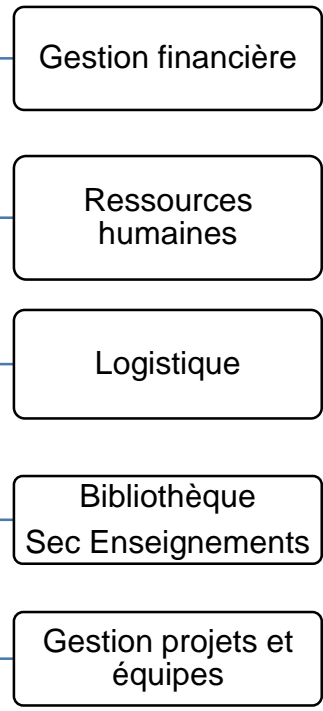 Gestion financière
Ressources
humaines
Logistique
Bibliothèque
Sec Enseignements
Gestion projets et
équipes